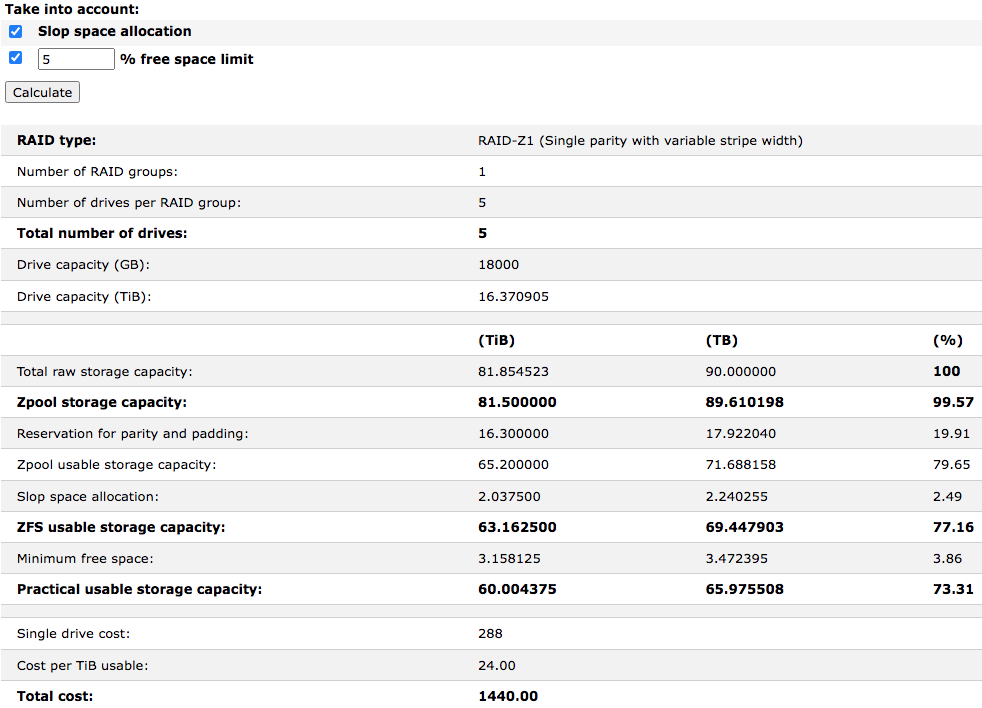 Take into account:
Slop space allocation
5 % free space limit
Calculate
RAID type: RAID-Z1 (Single parity with variable stripe width)
Number of RAID groups: 1
Number of drives per RAID group: 5
Total number of drives: 5
Drive capacity (GB): 18000
Drive capacity (TiB): 16.370905
(TiB) (TB) (%)
Total raw storage capacity: 81.854523 90.000000 100
Zpool storage capacity: 81.500000 89.610198 99.57
Reservation for parity and padding: 16.300000 17.922040 19.91
Zpool usable storage capacity: 65.200000 71.688158 79.65
Slop space allocation: 2.037500 2.240255 2.49
ZFS usable storage capacity: 63.162500 69.447903 77.16
Minimum free space: 3.158125 3.472395 3.86
Practical usable storage capacity: 60.004375 65.975508 73.31
Single drive cost: 288
Cost per TiB usable: 24.00
Total cost: 1440.00